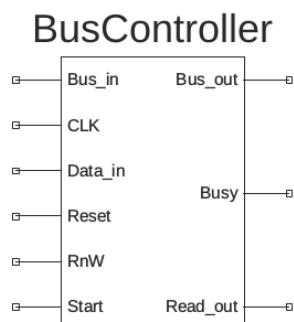 BusController
Bus_in Bus_out
CLK
Data_in
Busy
Reset
RnW
Start Read_out